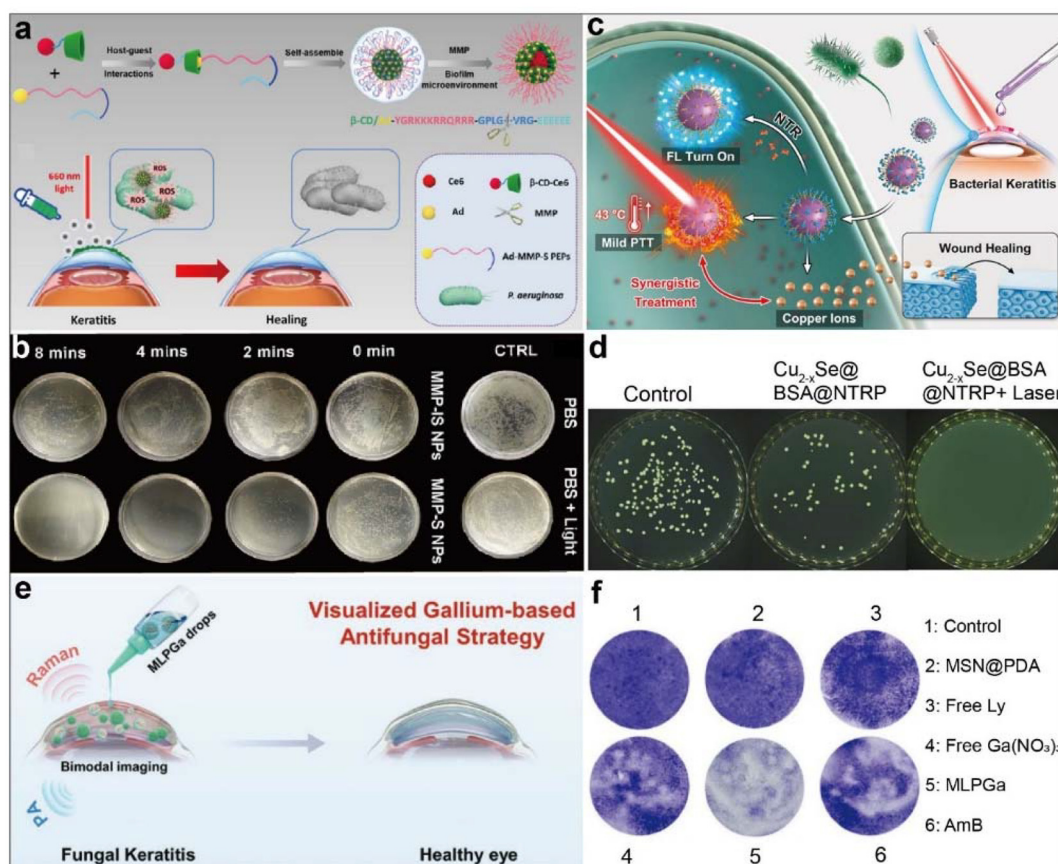 a
Host-guest
Interactions
Self-assemble
MMP
Biofilm
microenvironment
+
-YGRKKKRRQRRR-GPLG-VRG-EEEEEE
660 nm
light
ROS
ROS
ROS
ROS
Keratitis
Healing
Ce6
β-CD-Ce6
Ad
MMP
Ad-MMP-S PEPs
P. aeruginosa
b
8 mins
4 mins
2 mins
0 min
CTRL
MMP-IS NPs
PBS
MMP-S NPs
PBS + Light
c
NTR
FL Turn On
43 °C
Mild PTT
Synergistic
Treatment
Copper Ions
Bacterial Keratitis
Wound Healing
d
Control
Cu2-xSe@
BSA@NTRP
Cu2-xSe@BSA
@NTRP+ Laser
e
MLPGa drops
Raman
Bimodal imaging
PA
Fungal Keratitis
Visualized Gallium-based
Antifungal Strategy
Healthy eye
f
1
2
3
4
5
6
1: Control
2: MSN@PDA
3: Free Ly
4: Free Ga(NO₃)₃
5: MLPGa
6: AmB